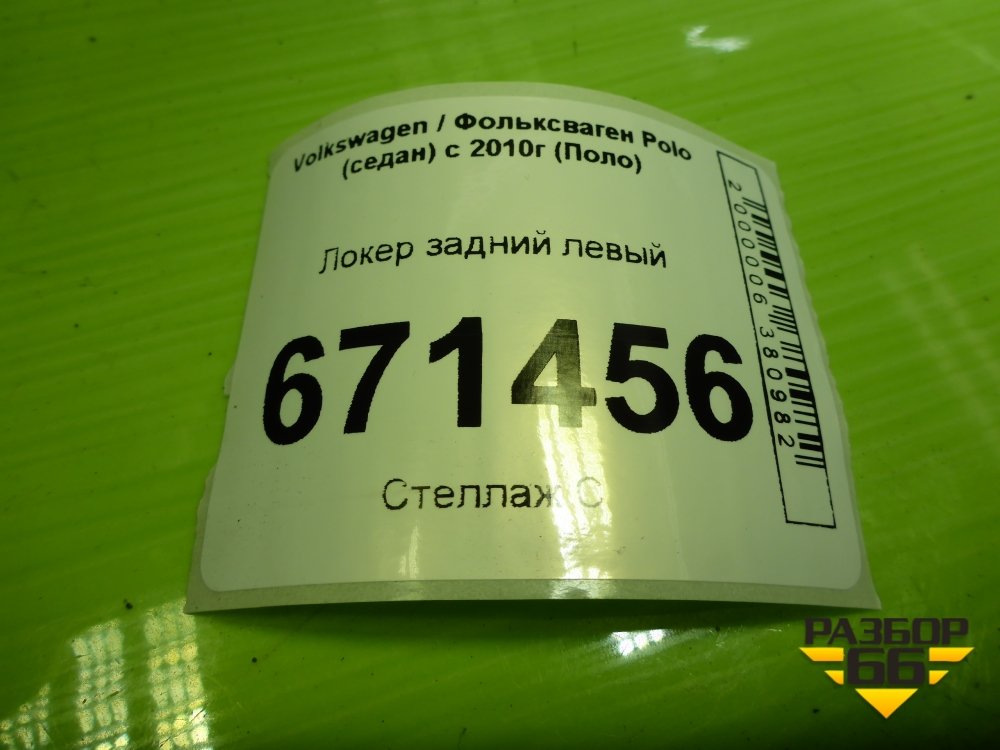 Volkswagen / Фольксваген Polo
(седан) с 2010г (Поло)
Локер задний левый
671456
Стеллаж С
2000006380982
РАЗБОР
66